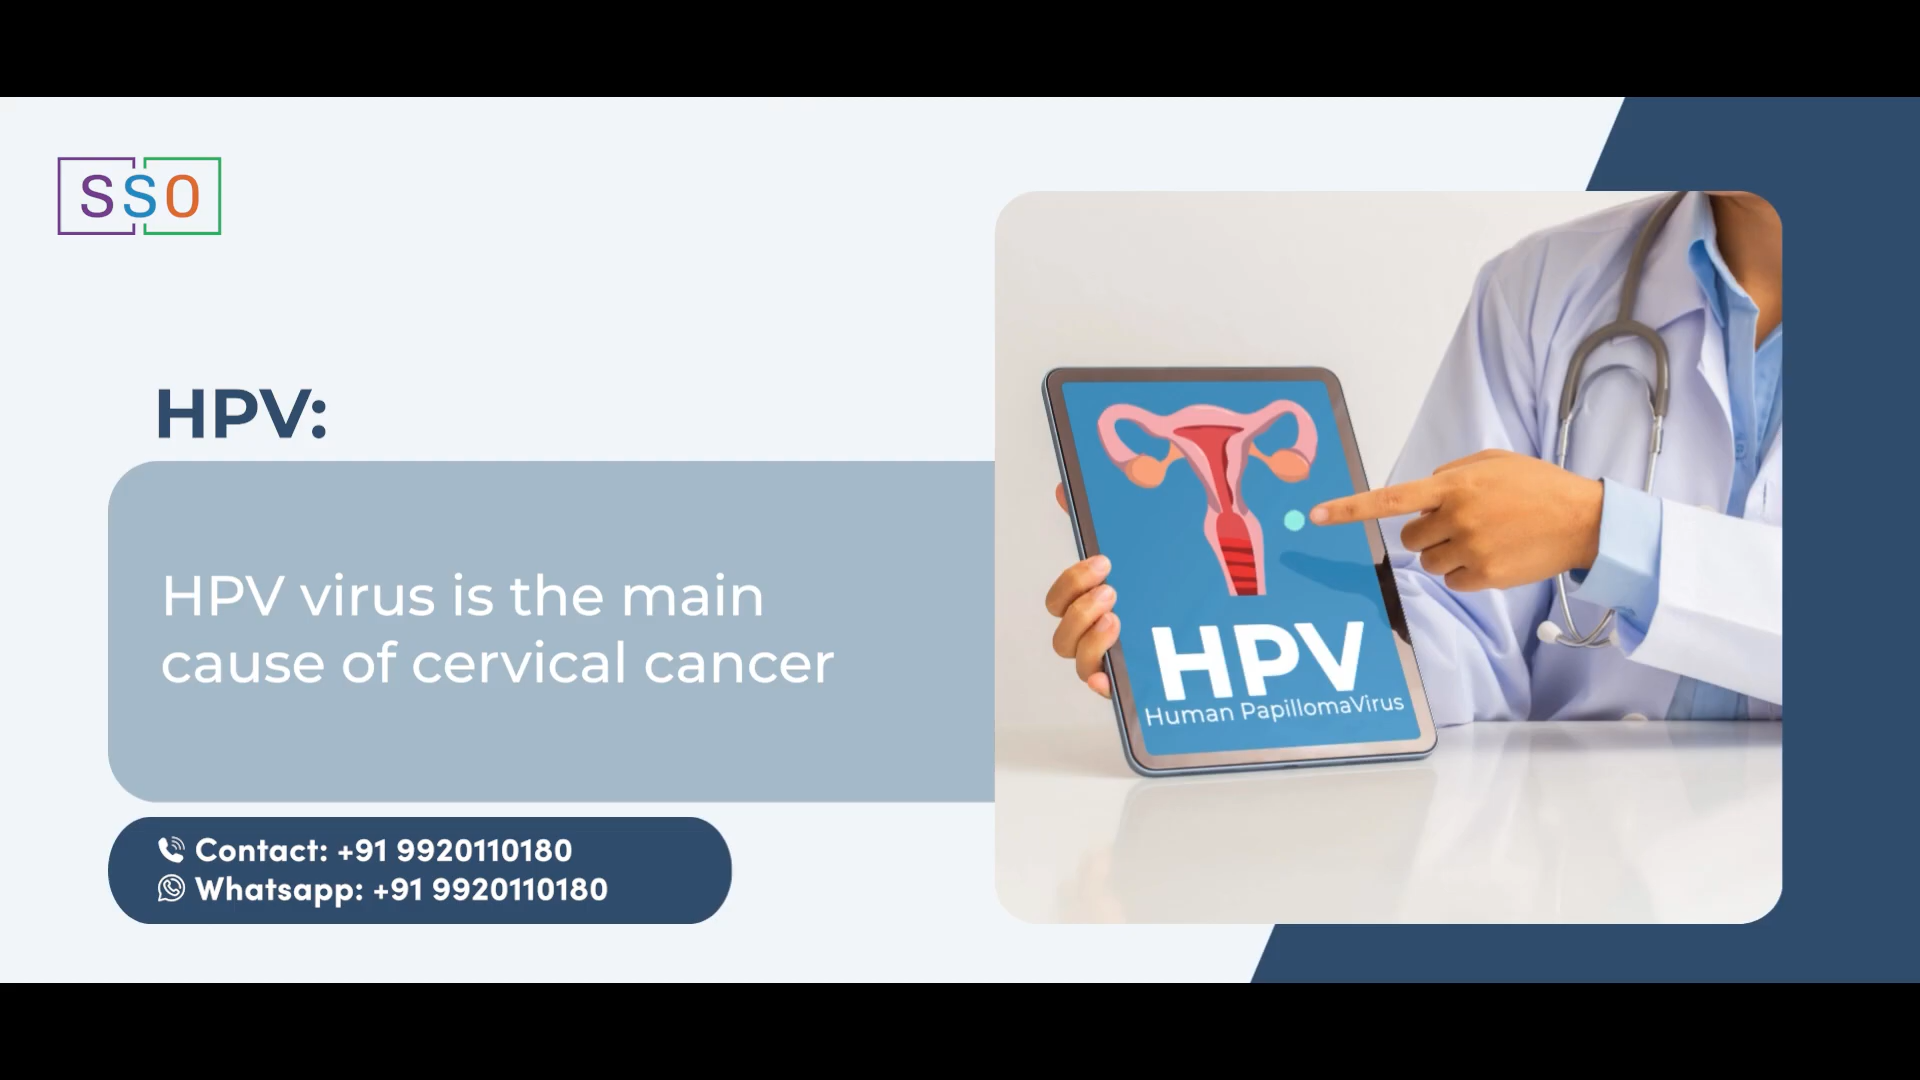 SSO
HPV:
HPV virus is the main
cause of cervical cancer
Contact: +91 9920110180
Whatsapp: +91 9920110180
HPV
Human PapillomaVirus